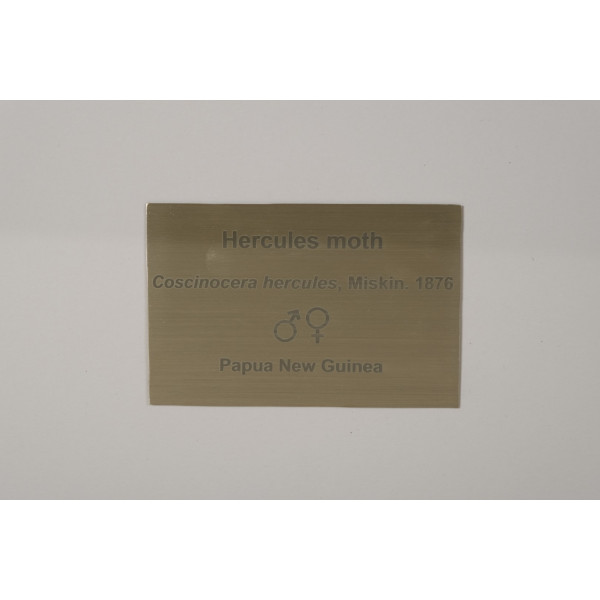 Hercules moth
Coscinocera hercules, Miskin. 1876
♂♀
Papua New Guinea